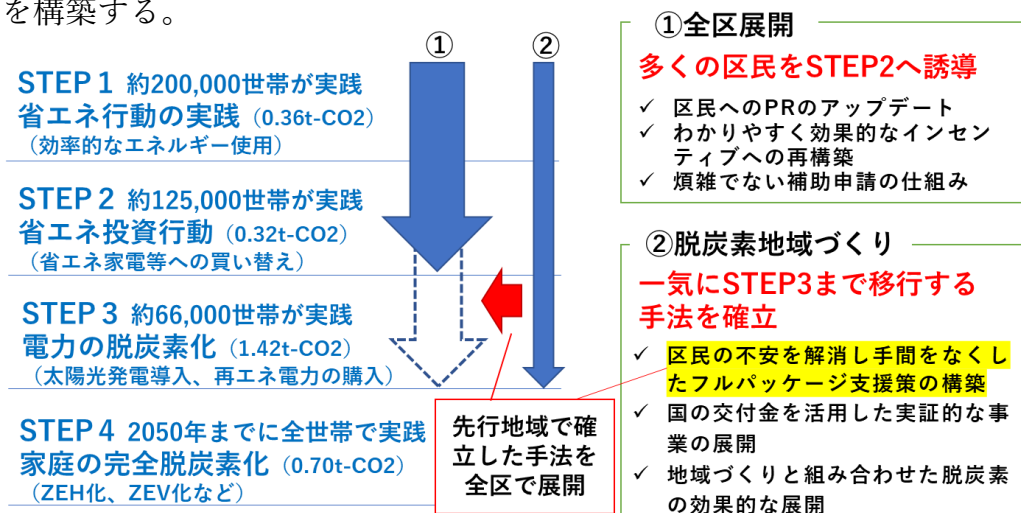 を構築する。
① ②
STEP 1 約200,000世帯が実践
省エネ行動の実践（0.36t-CO2）
（効率的なエネルギー使用）
STEP 2 約125,000世帯が実践
省エネ投資行動（0.32t-CO2）
（省エネ家電等への買い替え）
STEP 3 約66,000世帯が実践
電力の脱炭素化（1.42t-CO2）
（太陽光発電導入、再エネ電力の購入）
STEP 4 2050年までに全世帯で実践
家庭の完全脱炭素化（0.70t-CO2）
（ZEH化、ZEV化など）
先行地域で確
立した手法を
全区で展開
①全区展開
多くの区民をSTEP2へ誘導
✓ 区民へのPRのアップデート
✓ わかりやすく効果的なインセン
ティブへの再構築
✓ 煩雑でない補助申請の仕組み
②脱炭素地域づくり
一気にSTEP3まで移行する
手法を確立
✓ 区民の不安を解消し手間をなくし
たフルパッケージ支援策の構築
✓ 国の交付金を活用した実証的な事
業の展開
✓ 地域づくりと組み合わせた脱炭素
の効果的な展開